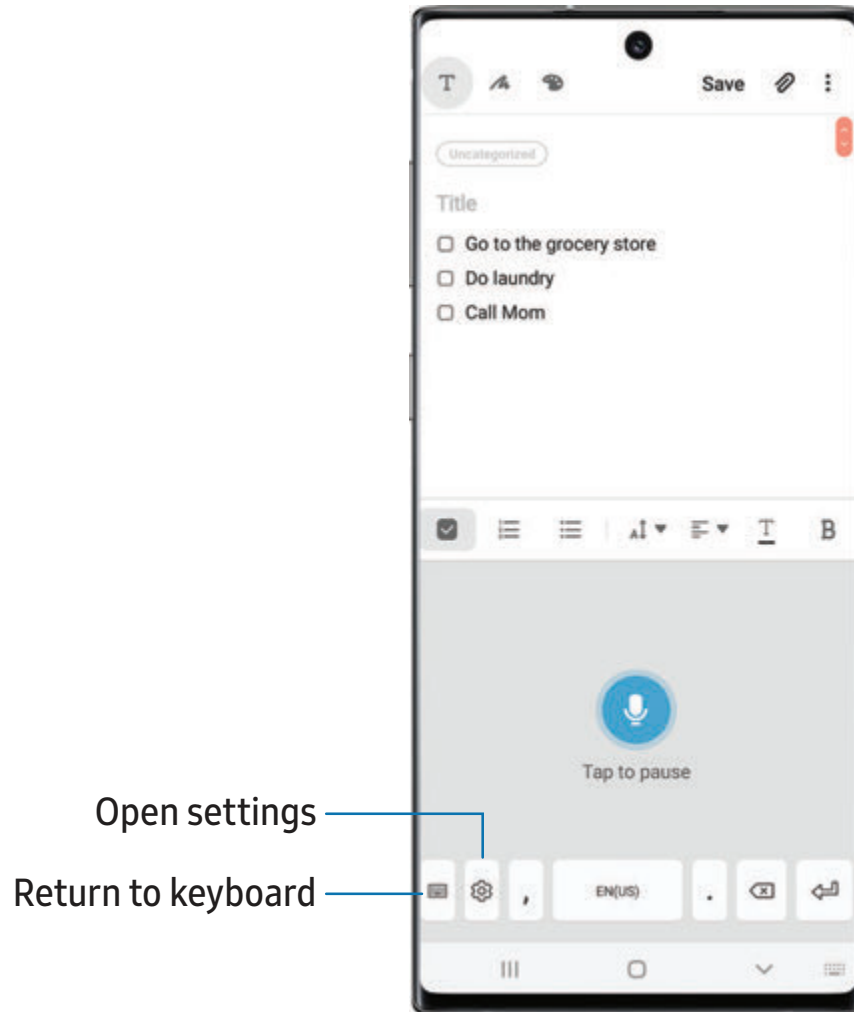 T
Save
Uncategorized
Title
Go to the grocery store
Do laundry
Call Mom
A T B
Tap to pause
Open settings
Return to keyboard
, EN(US) .